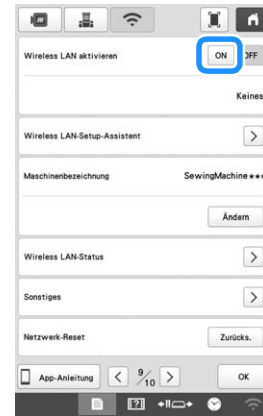 Wireless LAN aktivieren ON OFF
Keines
Wireless LAN-Setup-Assistent
Maschinenbezeichnung SewingMachine***
Ändern
Wireless LAN-Status
Sonstiges
Netzwerk-Reset Zurücks.
App-Anleitung 9/10 OK